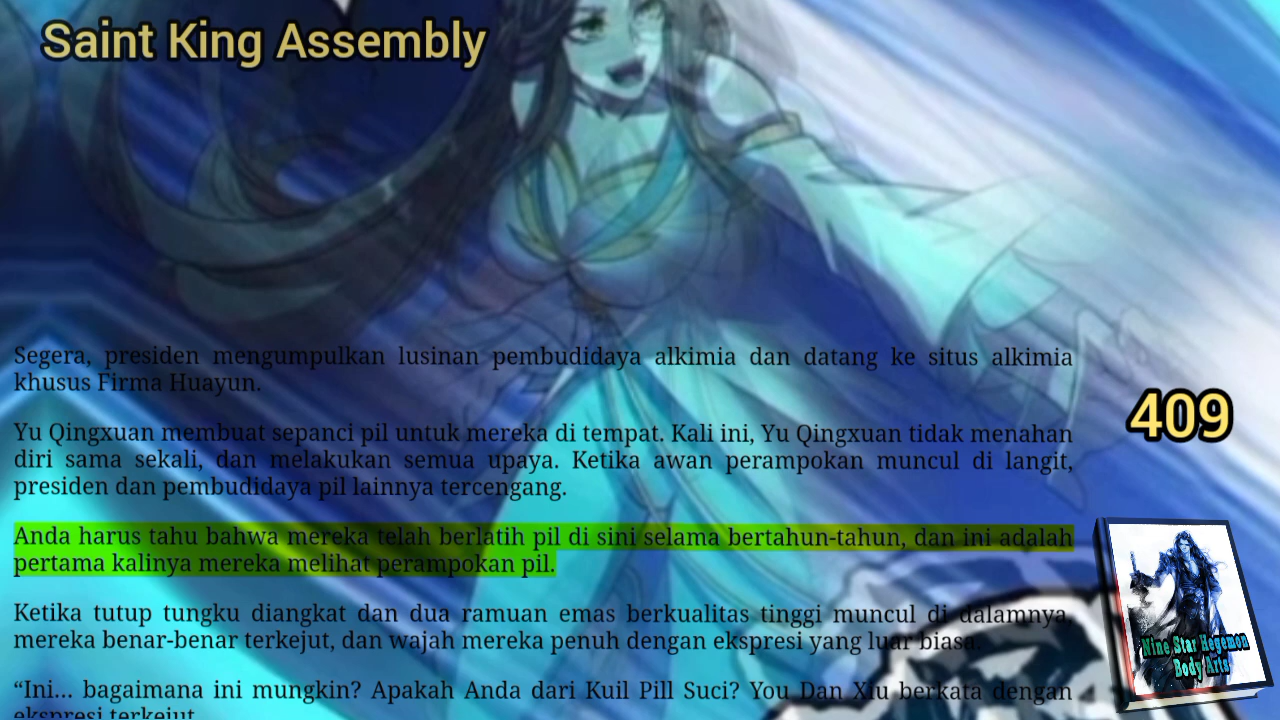 Saint King Assembly
Segera, presiden mengumpulkan lusinan pembudidaya alkimia dan datang ke situs alkimia
khusus Firma Huayun.
409
Yu Qingxuan membuat sepanci pil untuk mereka di tempat. Kali ini, Yu Qingxuan tidak menahan
diri sama sekali, dan melakukan semua upaya. Ketika awan perampokan muncul di langit,
presiden dan pembudidaya pil lainnya tercengang.
Anda harus tahu bahwa mereka telah berlatih pil di sini selama bertahun-tahun, dan ini adalah
pertama kalinya mereka melihat perampokan pil.
Ketika tutup tungku diangkat dan dua ramuan emas berkualitas tinggi muncul di dalamnya,
mereka benar-benar terkejut, dan wajah mereka penuh dengan ekspresi yang luar biasa.
Nine Star Hegemon
Body Arts
“Ini... bagaimana ini mungkin? Apakah Anda dari Kuil Pill Suci? You Dan Xiu berkata dengan
ekspresi terkejut.